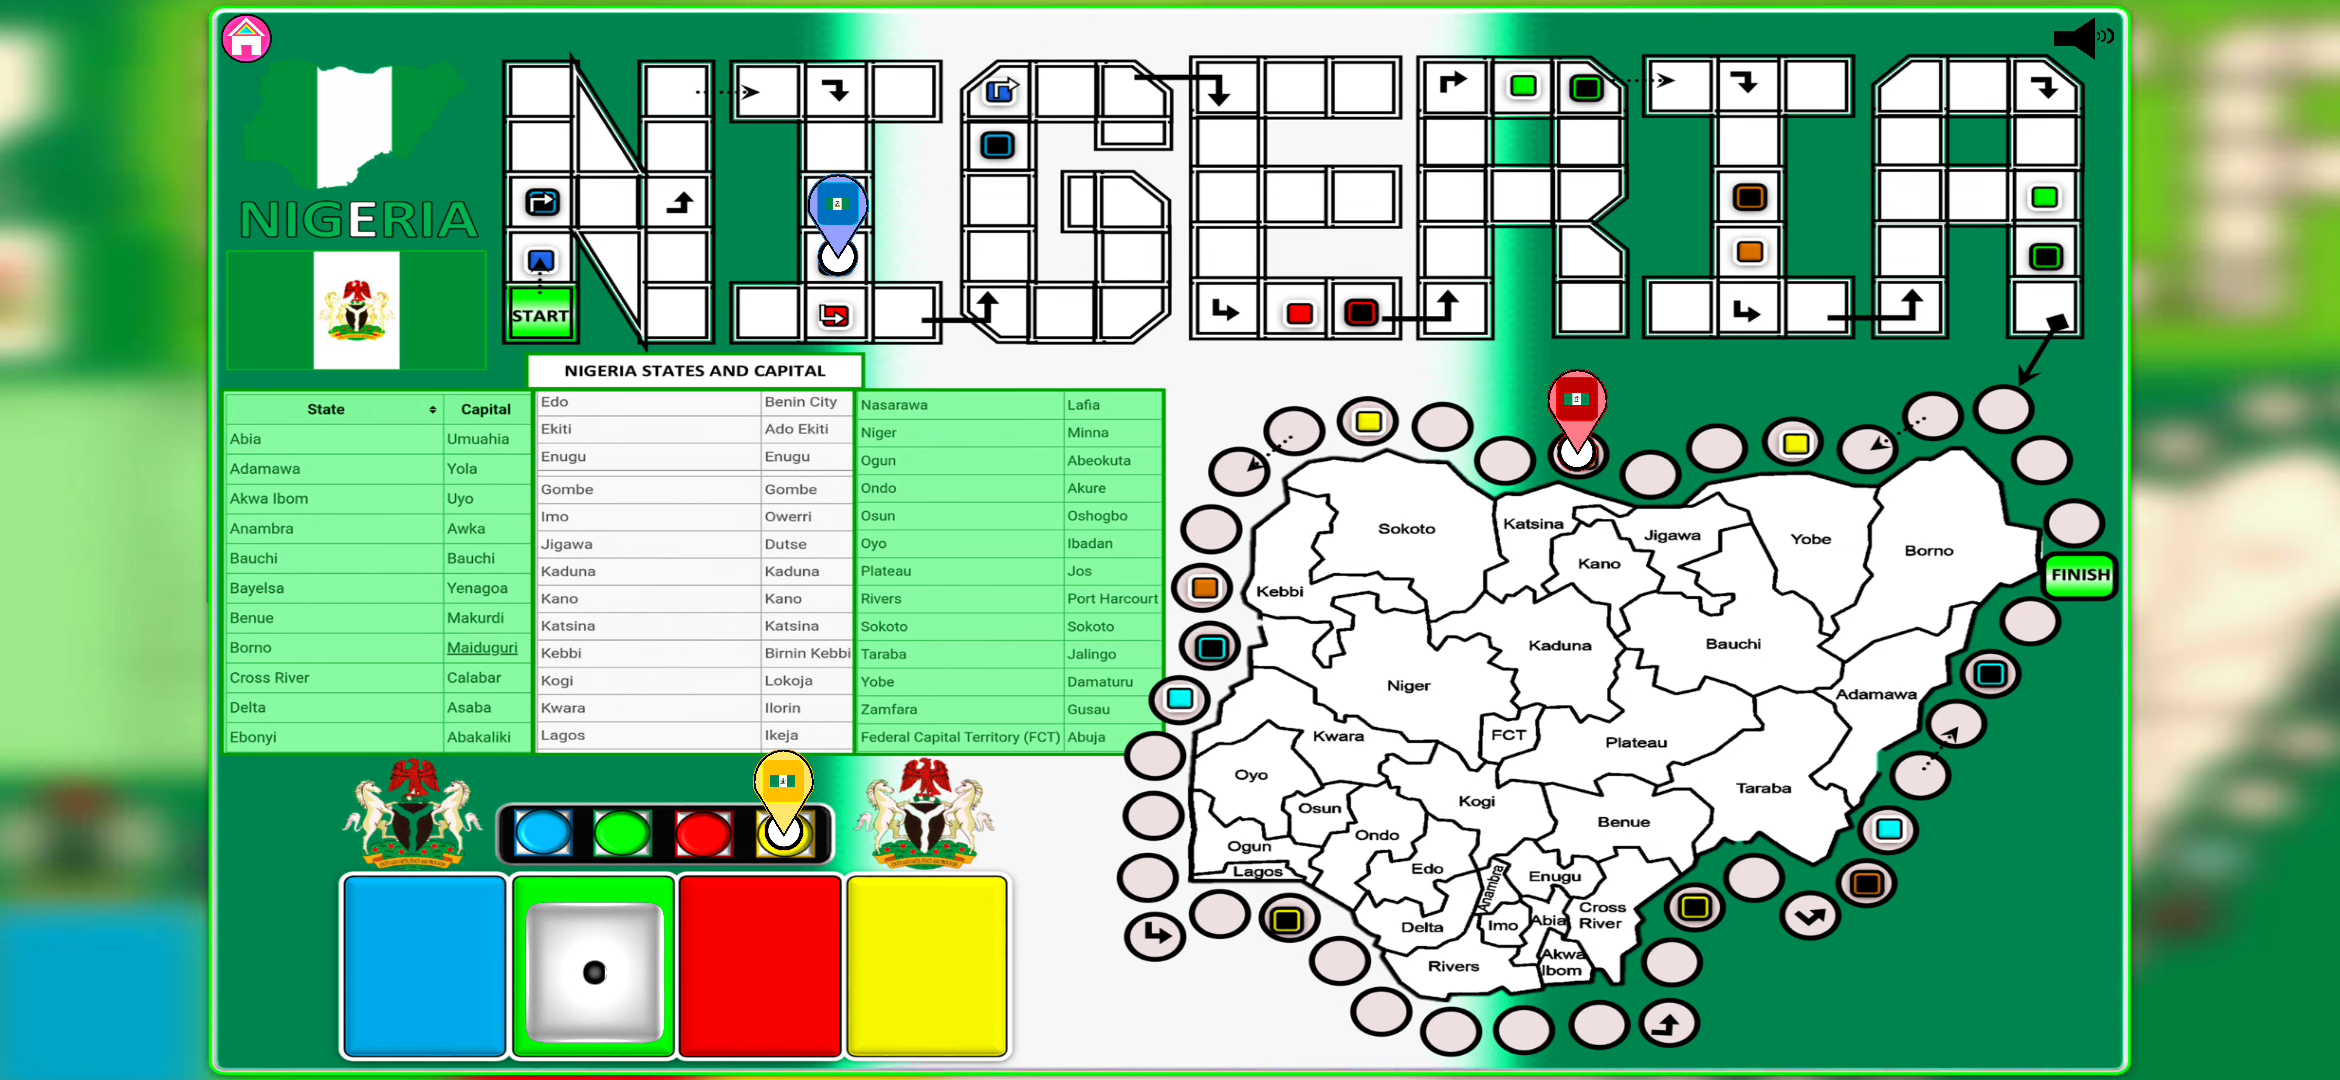 NIGERIA
START
NIGERIA STATES AND CAPITAL
State Capital
Abia Umuahia
Adamawa Yola
Akwa Ibom Uyo
Anambra Awka
Bauchi Bauchi
Bayelsa Yenagoa
Benue Makurdi
Borno Maiduguri
Cross River Calabar
Delta Asaba
Ebonyi Abakaliki
Edo Benin City
Ekiti Ado Ekiti
Enugu Enugu
Gombe Gombe
Imo Owerri
Jigawa Dutse
Kaduna Kaduna
Kano Kano
Katsina Katsina
Kebbi Birnin Kebbi
Kogi Lokoja
Kwara Ilorin
Lagos Ikeja
Nasarawa Lafia
Niger Minna
Ogun Abeokuta
Ondo Akure
Osun Oshogbo
Oyo Ibadan
Plateau Jos
Rivers Port Harcourt
Sokoto Sokoto
Taraba Jalingo
Yobe Damaturu
Zamfara Gusau
Federal Capital Territory (FCT) Abuja
Sokoto
Katsina
Jigawa
Kano
Yobe
Borno
FINISH
Kebbi
Kaduna
Bauchi
Niger
Adamawa
Kwara
FCT
Plateau
Oyo
Taraba
Osun
Kogi
Benue
Ondo
Ogun
Lagos
Edo
Anambra
Enugu
Delta
Imo
Abia
Cross
River
Rivers
Akwa
Ibom